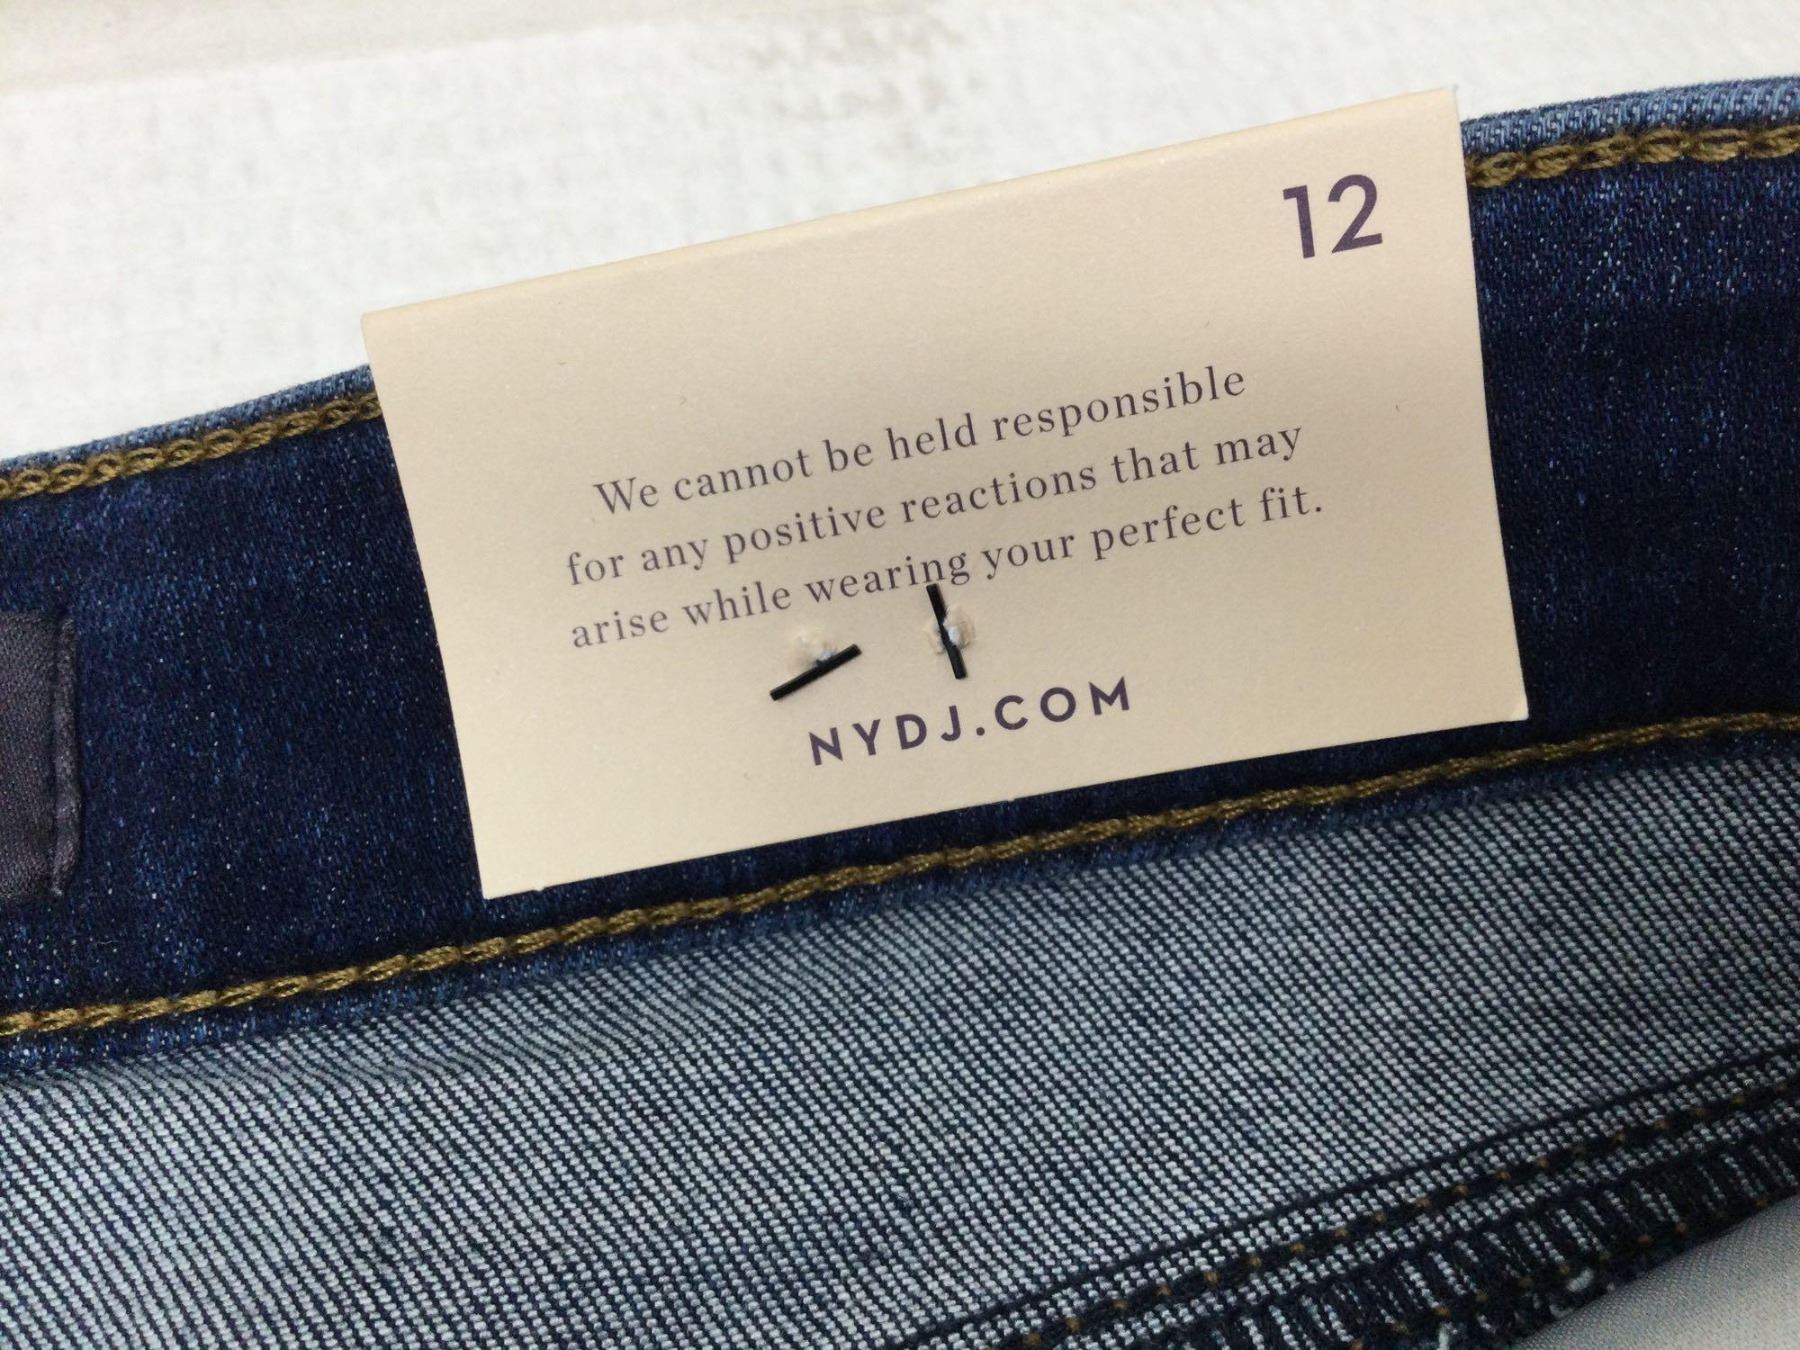 12
We cannot be held responsible
for any positive reactions that may
arise while wearing your perfect fit.
NYDJ.COM